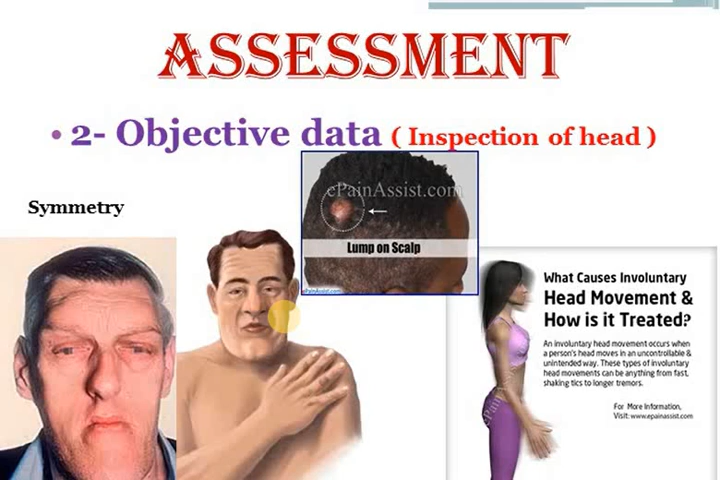 ASSESSMENT
• 2- Objective data ( Inspection of head )
Symmetry
ePainAssist.com
Lump on Scalp
ePainAssist.com
What Causes Involuntary
Head Movement &
How is it Treated?
An involuntary head movement occurs when
a person's head moves in an uncontrollable &
unintended way. These types of involuntary
head movements can be anything from fast,
shaking tics to longer tremors.
For More Information,
Visit: www.epainassist.com